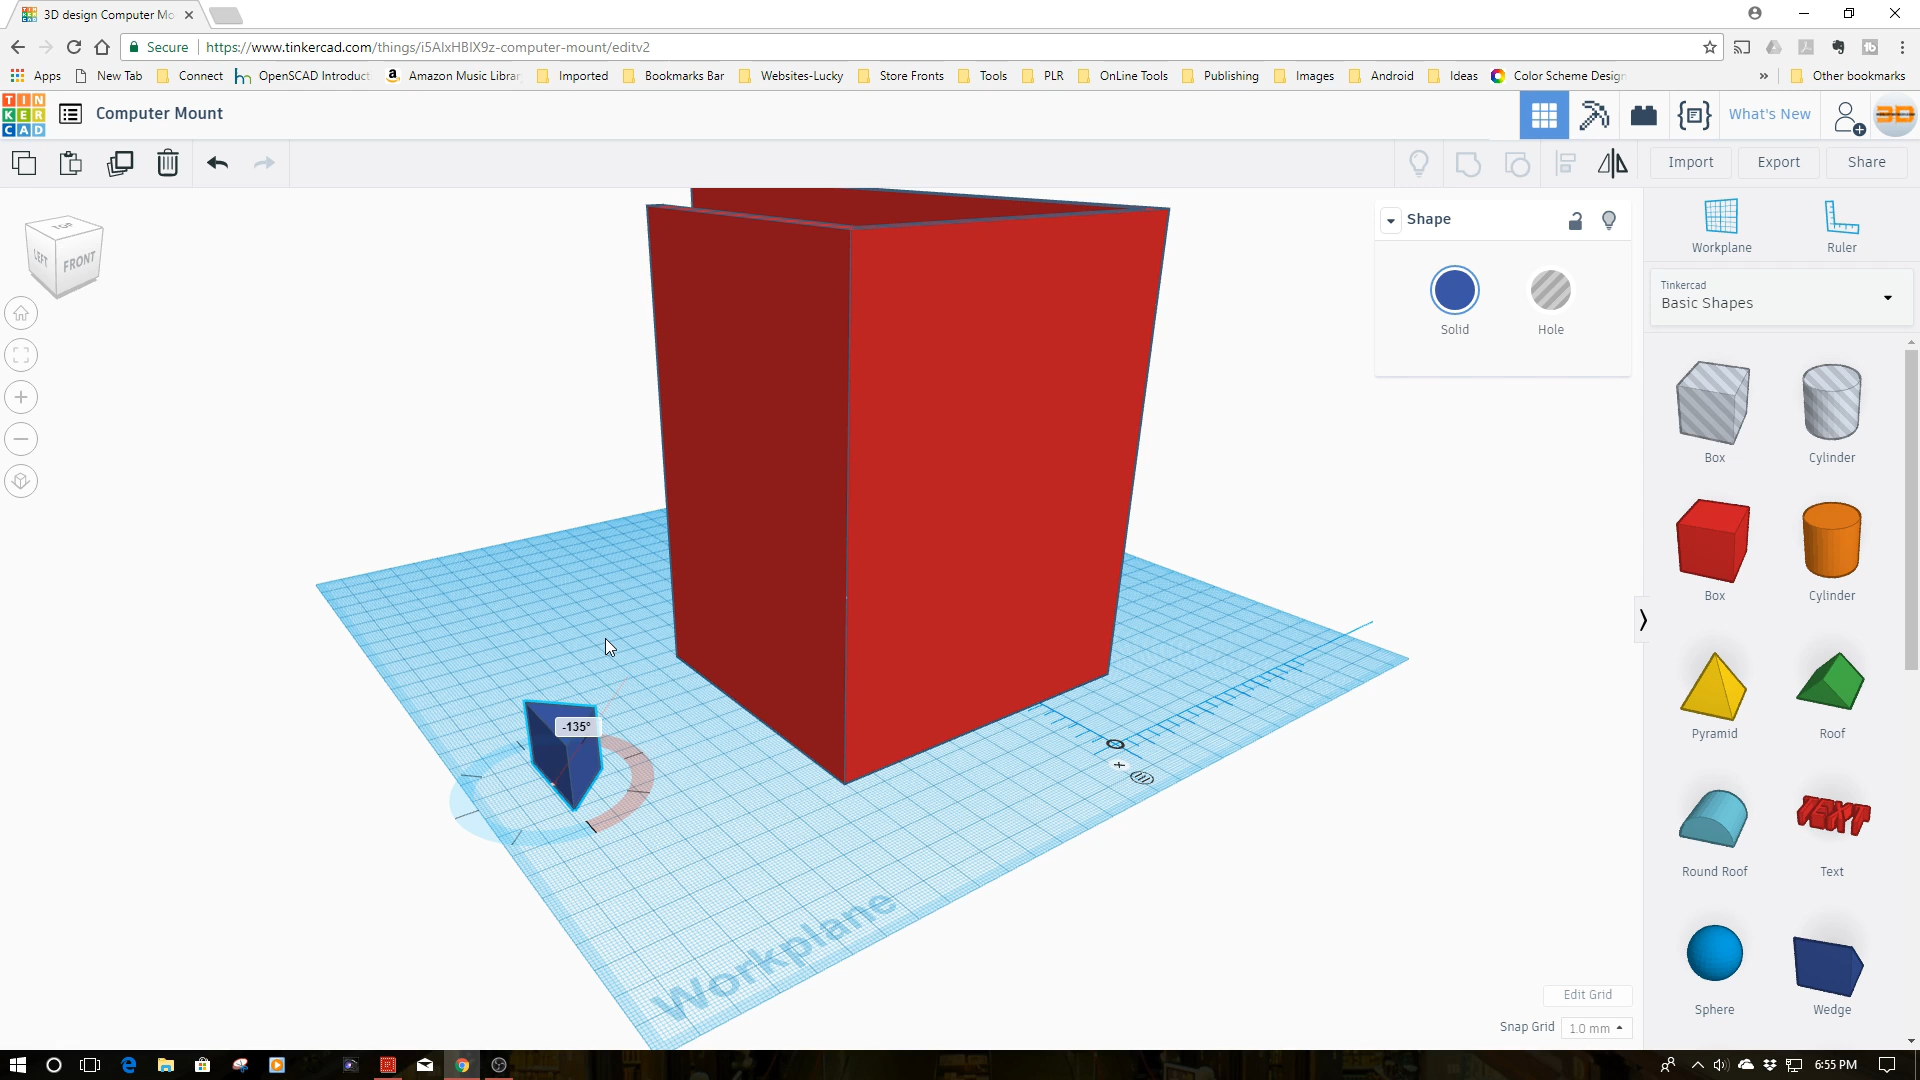 3D design Computer Mo
Secure
https://www.tinkercad.com/things/i5AlxHBlX9z-computer-mount/editv2
Apps
New Tab
Connect
OpenSCAD Introduct
Amazon Music Librar
Imported
Bookmarks Bar
Websites-Lucky
Store Fronts
Tools
PLR
OnLine Tools
Publishing
Images
Android
Ideas
Color Scheme Design
»
Other bookmarks
TIN
KER
CAD
Computer Mount
What's New
3D
Import
Export
Share
TOP
LEFT
FRONT
Shape
Solid
Hole
Workplane
Ruler
Tinkercad
Basic Shapes
Box
Cylinder
Box
Cylinder
Pyramid
Roof
TEXT
Round Roof
Text
Sphere
Wedge
-135°
Workplane
Edit Grid
Snap Grid
1.0 mm
6:55 PM